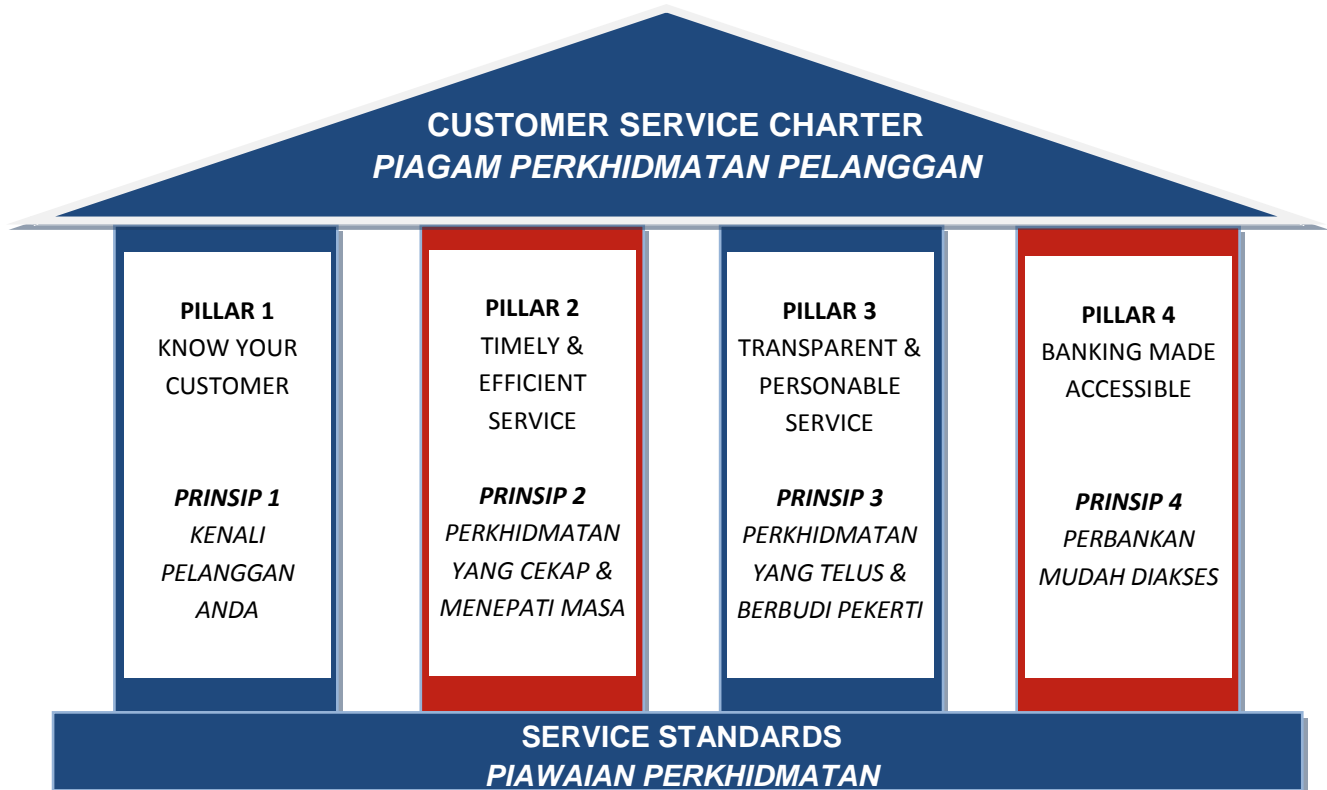 CUSTOMER SERVICE CHARTER
PIAGAM PERKHIDMATAN PELANGGAN
PILLAR 1
KNOW YOUR
CUSTOMER
PRINSIP 1
KENALI
PELANGGAN
ANDA
PILLAR 2
TIMELY &
EFFICIENT
SERVICE
PRINSIP 2
PERKHIDMATAN
YANG CEKAP &
MENEPATI MASA
PILLAR 3
TRANSPARENT &
PERSONABLE
SERVICE
PRINSIP 3
PERKHIDMATAN
YANG TELUS &
BERBUDI PEKERTI
PILLAR 4
BANKING MADE
ACCESSIBLE
PRINSIP 4
PERBANKAN
MUDAH DIAKSES
SERVICE STANDARDS
PIAWAIAN PERKHIDMATAN